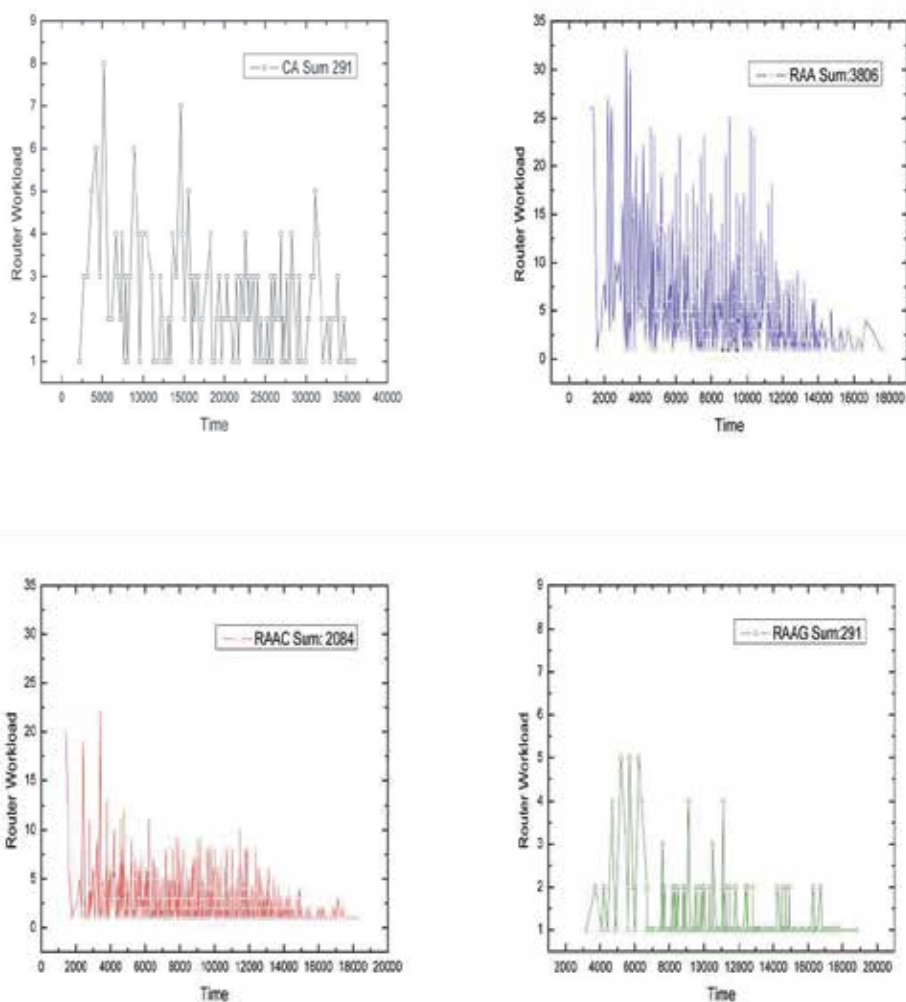 9
8
7
6
5
4
3
2
1
Router Workload
CA Sum 291
0 5000 10000 15000 20000 25000 30000 35000 40000
Time
35
30
25
20
15
10
5
0
Router Workload
RAA Sum:3806
0 2000 4000 6000 8000 10000 12000 14000 16000 18000
Time
35
30
25
20
15
10
5
0
Router Workload
RAAC Sum: 2084
0 2000 4000 6000 8000 10000 12000 14000 16000 18000 20000
Time
9
8
7
6
5
4
3
2
1
Router Workload
RAAG Sum:291
2000 4000 6000 8000 10000 12000 14000 16000 18000 20000
Time